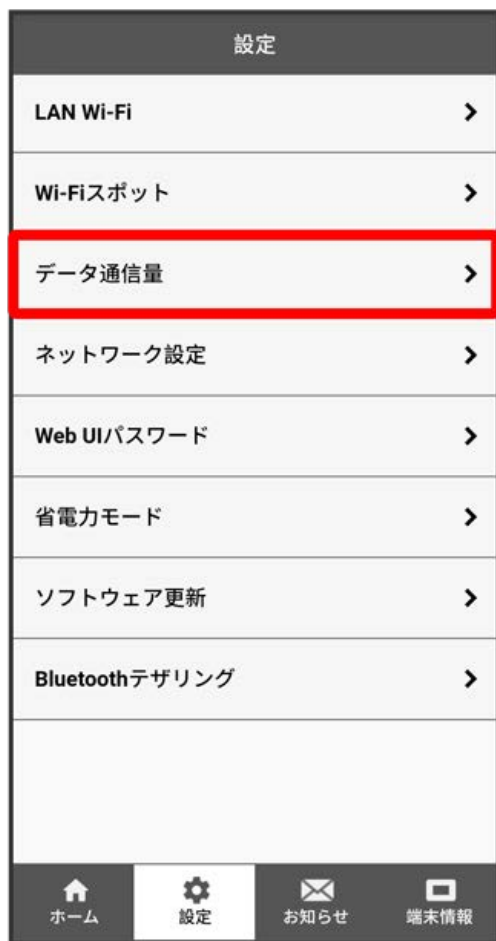 設定
LAN Wi-Fi
Wi-Fiスポット
データ通信量
ネットワーク設定
Web UIパスワード
省電力モード
ソフトウェア更新
Bluetoothテザリング
ホーム
設定
お知らせ
端末情報